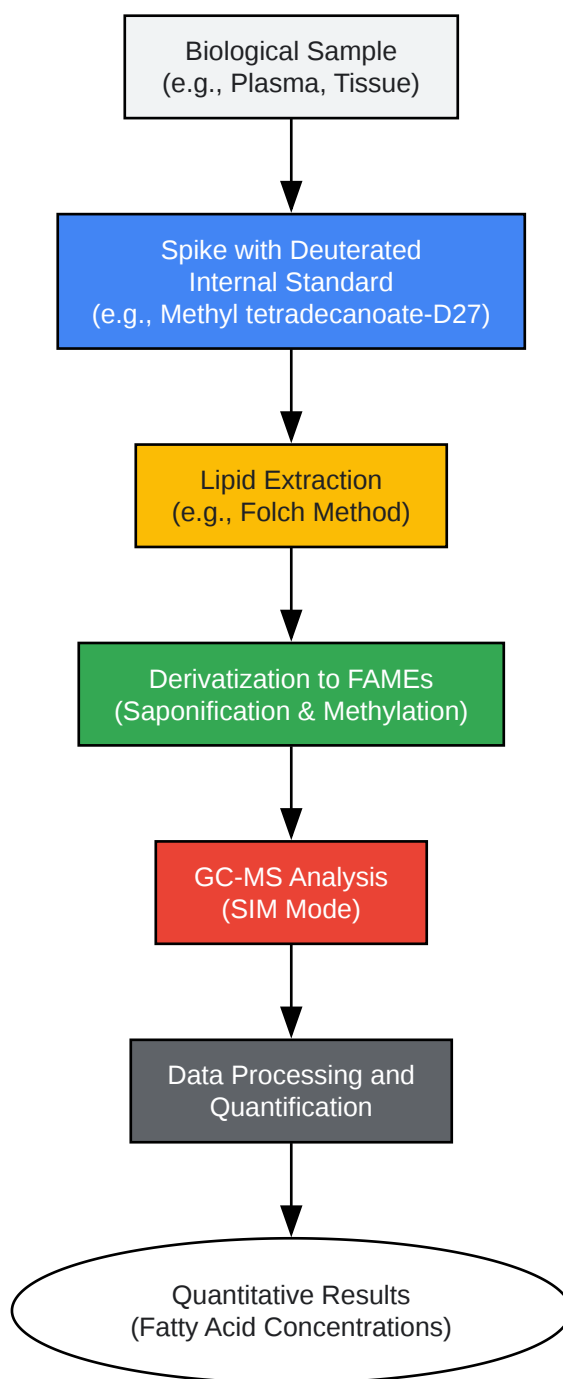 Biological Sample
(e.g., Plasma, Tissue)
Spike with Deuterated
Internal Standard
(e.g., Methyl tetradecanoate-D27)
Lipid Extraction
(e.g., Folch Method)
Derivatization to FAMEs
(Saponification & Methylation)
GC-MS Analysis
(SIM Mode)
Data Processing and
Quantification
Quantitative Results
(Fatty Acid Concentrations)